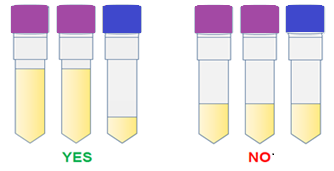 YES NO